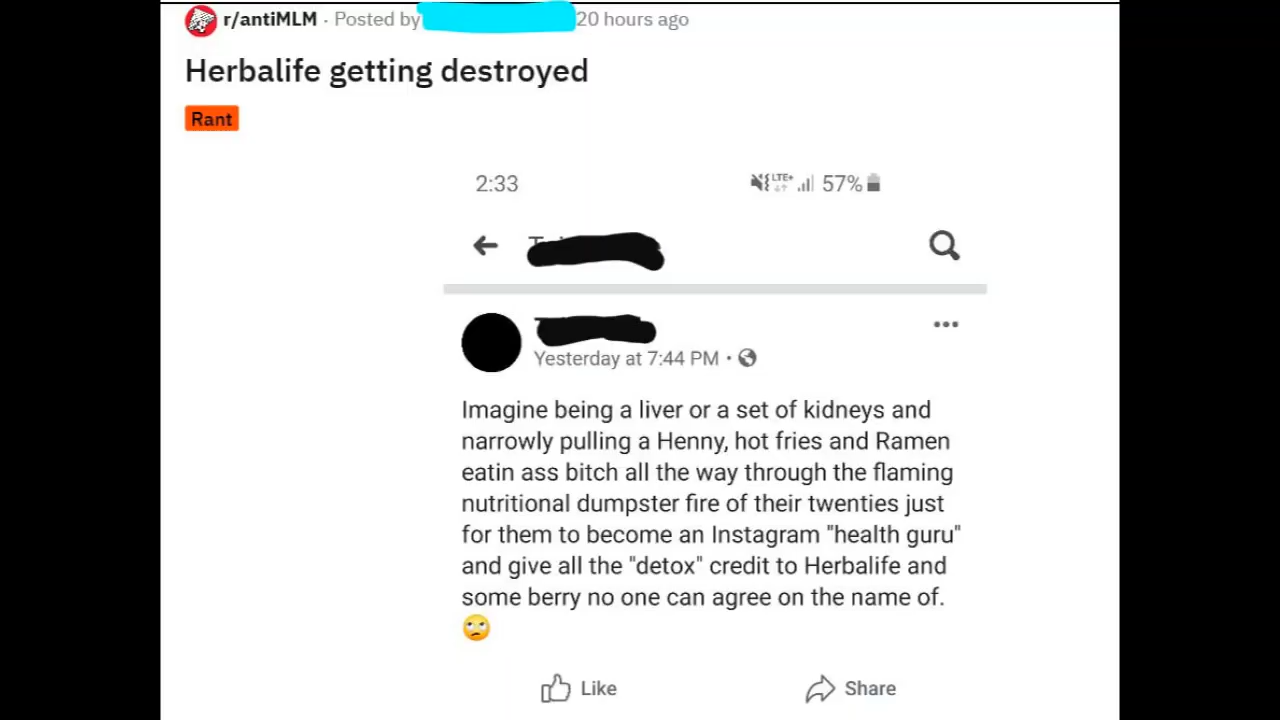 r/antiMLM · Posted by 20 hours ago
Herbalife getting destroyed
Rant
2:33 LTE+ 57%
Yesterday at 7:44 PM ·
Imagine being a liver or a set of kidneys and
narrowly pulling a Henny, hot fries and Ramen
eatin ass bitch all the way through the flaming
nutritional dumpster fire of their twenties just
for them to become an Instagram "health guru"
and give all the "detox" credit to Herbalife and
some berry no one can agree on the name of.
Like Share